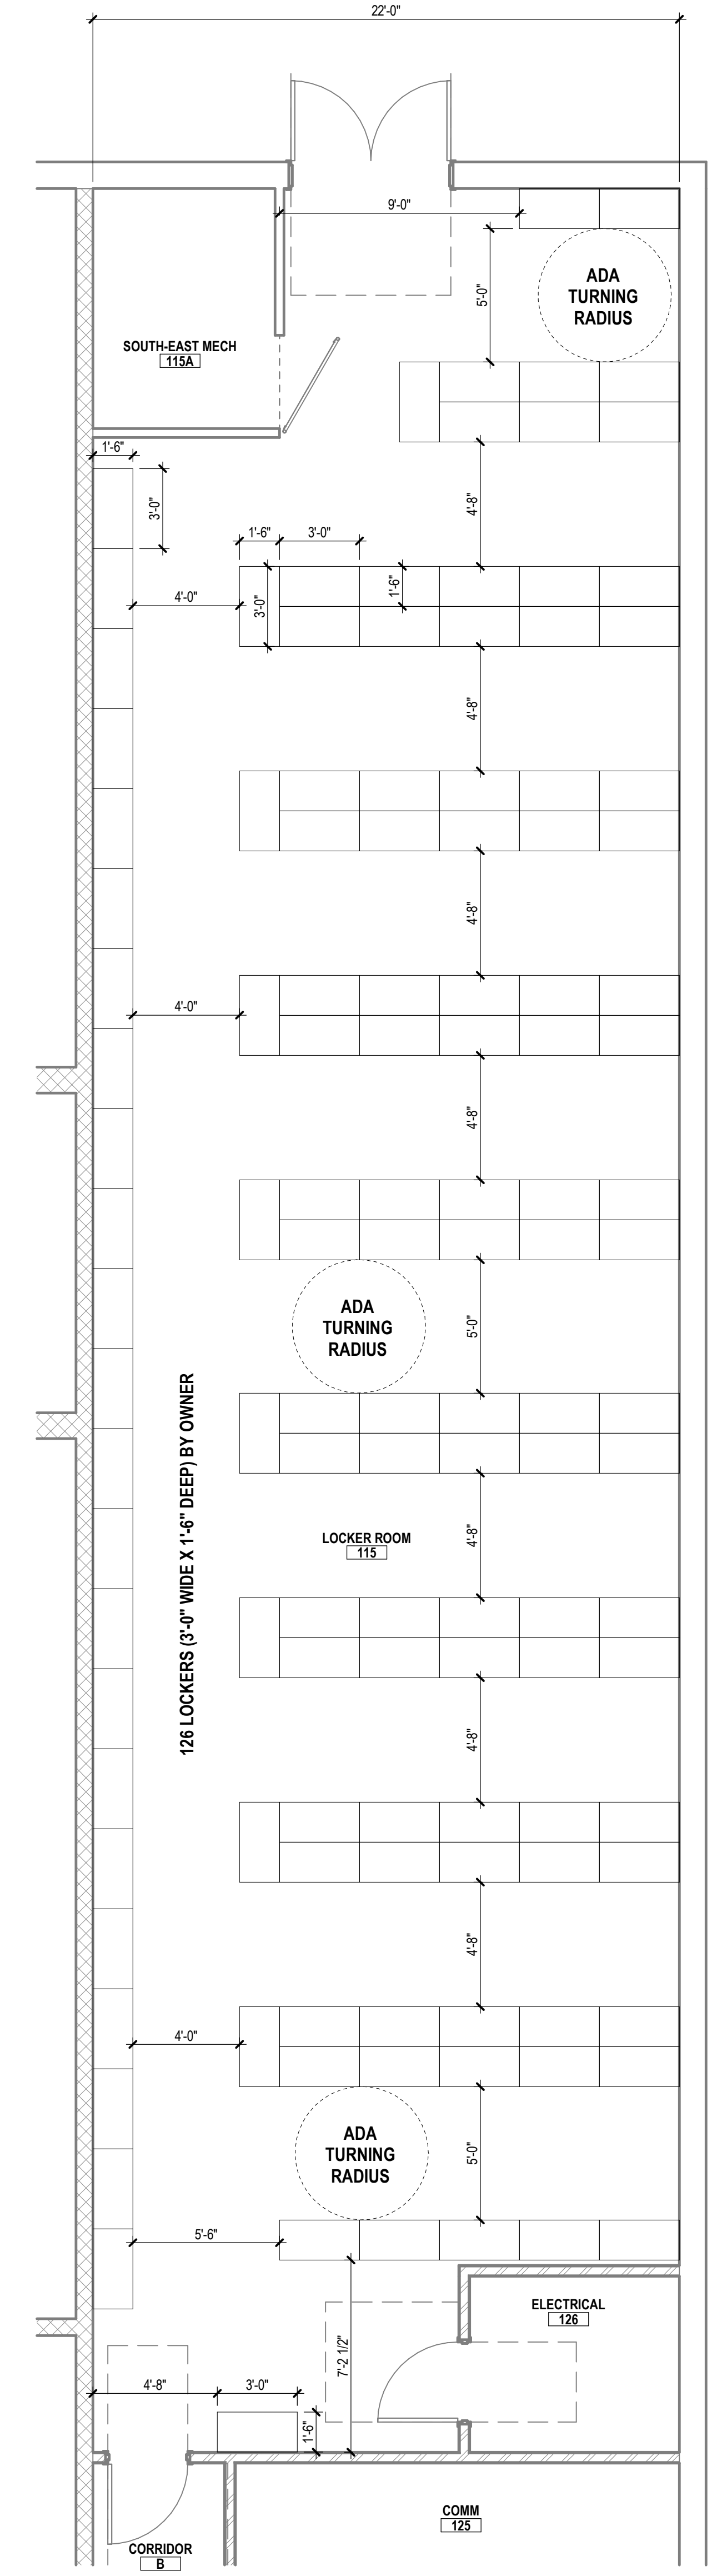 22'-0"
9'-0"
5'-0"
ADA
TURNING
RADIUS
SOUTH-EAST MECH
115A
1'-6"
3'-0"
4'-8"
1'-6"
3'-0"
1'-6"
3'-0"
4'-0"
4'-8"
4'-8"
4'-0"
4'-8"
ADA
TURNING
RADIUS
5'-0"
126 LOCKERS (3'-0" WIDE X 1'-6" DEEP) BY OWNER
LOCKER ROOM
115
4'-8"
4'-8"
4'-8"
4'-0"
ADA
TURNING
RADIUS
5'-0"
5'-6"
ELECTRICAL
126
7'-2 1/2"
4'-8"
3'-0"
1'-6"
COMM
125
CORRIDOR
B